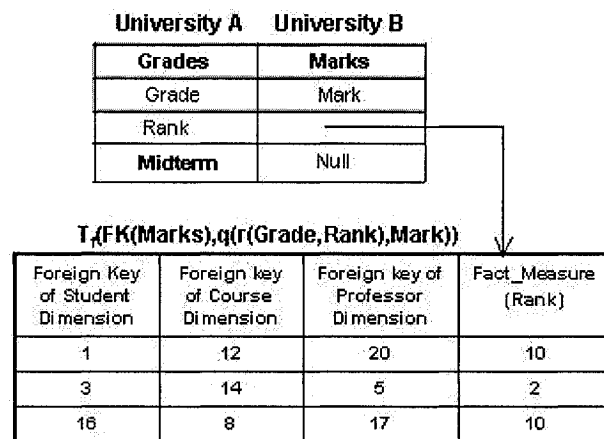 University A University B
Grades Marks
Grade Mark
Rank
Midterm Null
T_f(FK(Marks),q(r(Grade,Rank),Mark))
Foreign Key of Student Dimension
Foreign key of Course Dimension
Foreign key of Professor Dimension
Fact_Measure (Rank)
1 12 20 10
3 14 5 2
16 8 17 10